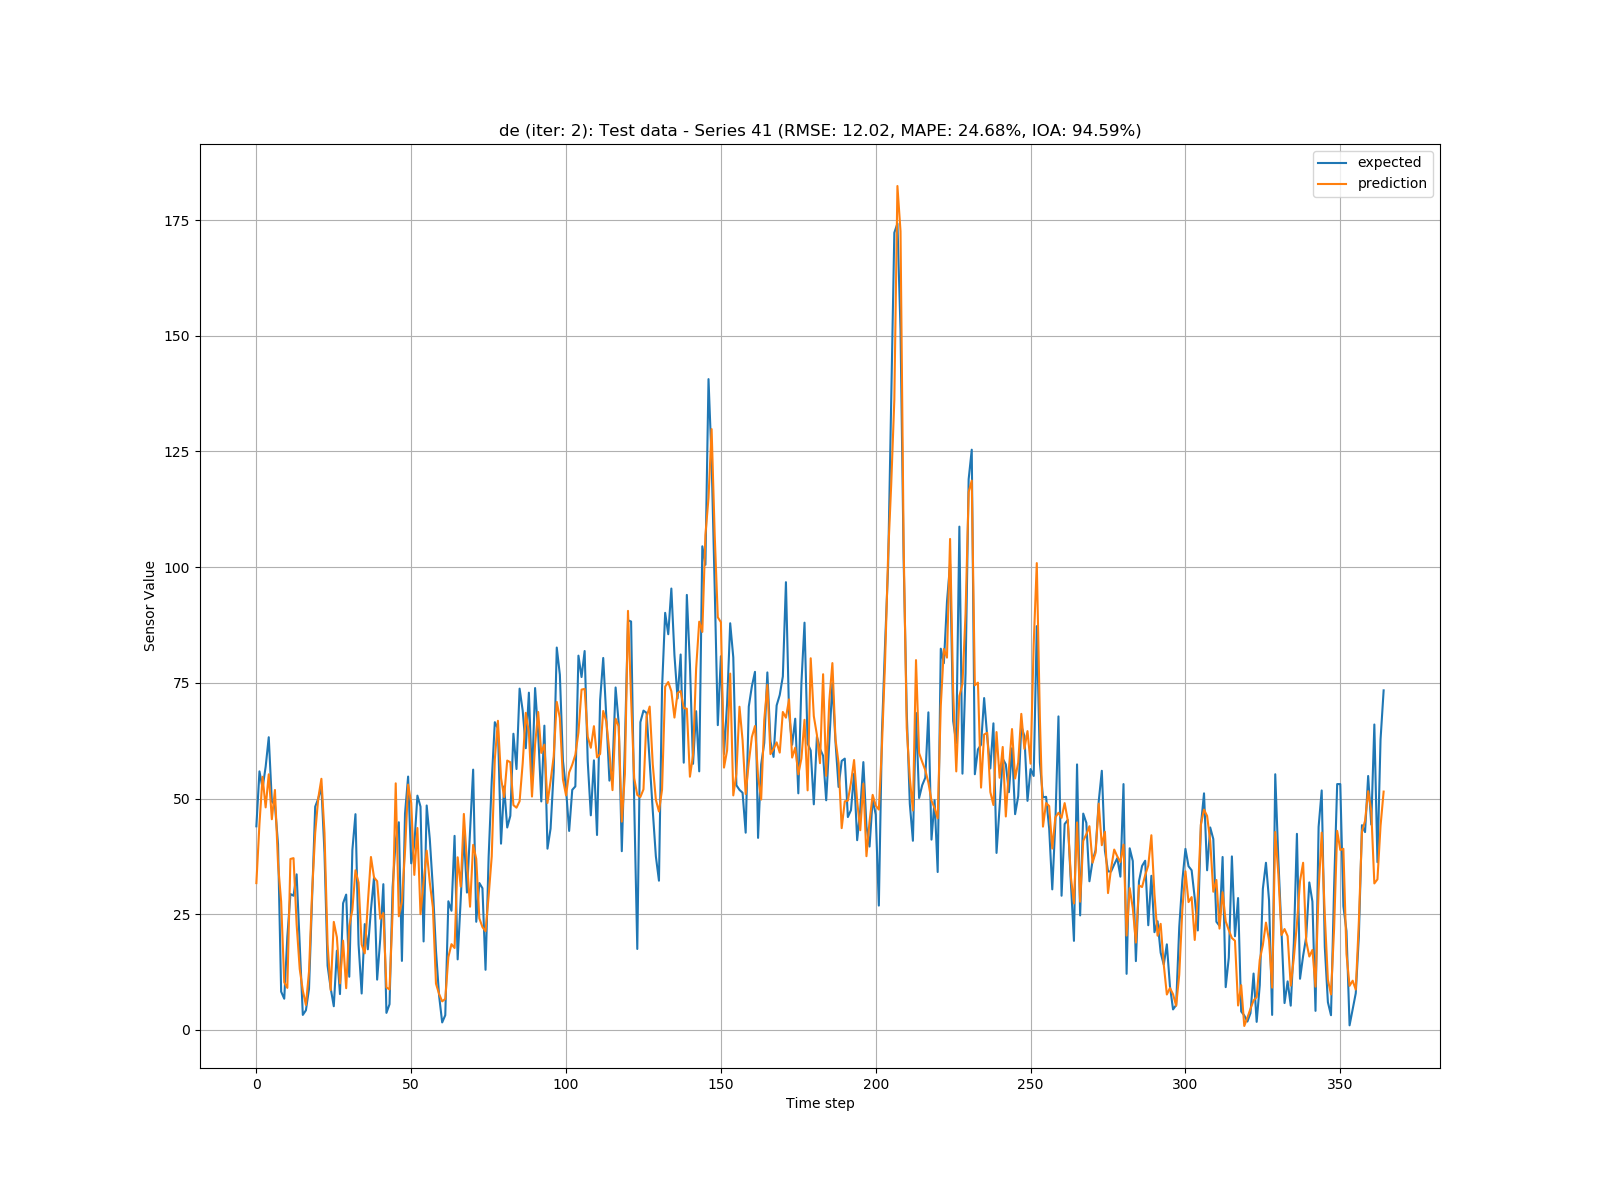 de (iter: 2): Test data - Series 41 (RMSE: 12.02, MAPE: 24.68%, IOA: 94.59%)
expected
prediction
175
150
125
100
75
50
25
0
Sensor Value
0 50 100 150 200 250 300 350
Time step